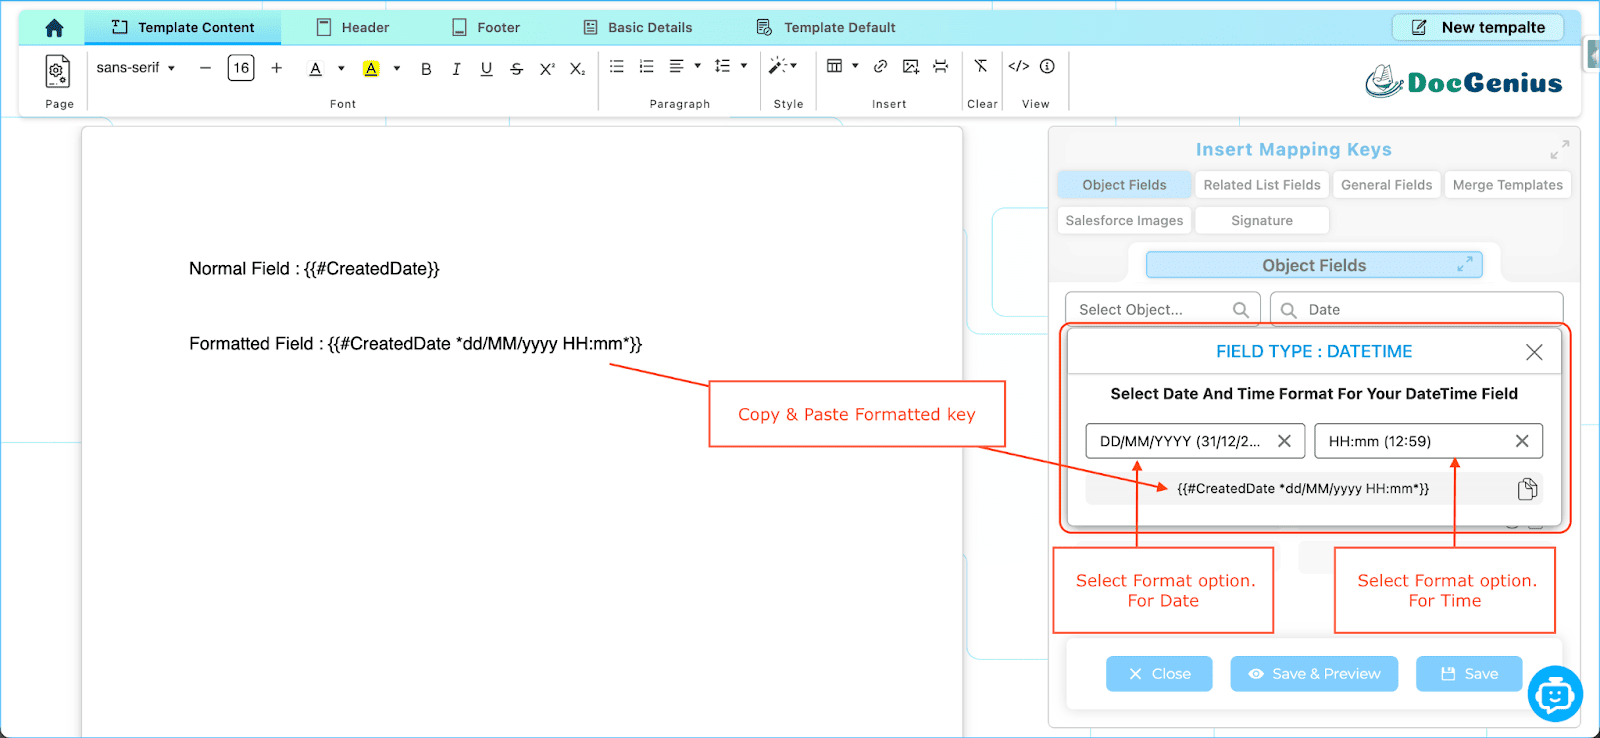 Template Content
Header
Footer
Basic Details
Template Default
New tempalte
sans-serif
16
A
A
B
I
U
S
X²
X₂
</>
Page
Font
Paragraph
Style
Insert
Clear
View
DocGenius
Insert Mapping Keys
Object Fields
Related List Fields
General Fields
Merge Templates
Salesforce Images
Signature
Object Fields
Select Object...
Date
Normal Field : {{#CreatedDate}}
Formatted Field : {{#CreatedDate *dd/MM/yyyy HH:mm*}}
Copy & Paste Formatted key
FIELD TYPE : DATETIME
Select Date And Time Format For Your DateTime Field
DD/MM/YYYY (31/12/2...
HH:mm (12:59)
{{#CreatedDate *dd/MM/yyyy HH:mm*}}
Select Format option.
For Date
Select Format option.
For Time
Close
Save & Preview
Save